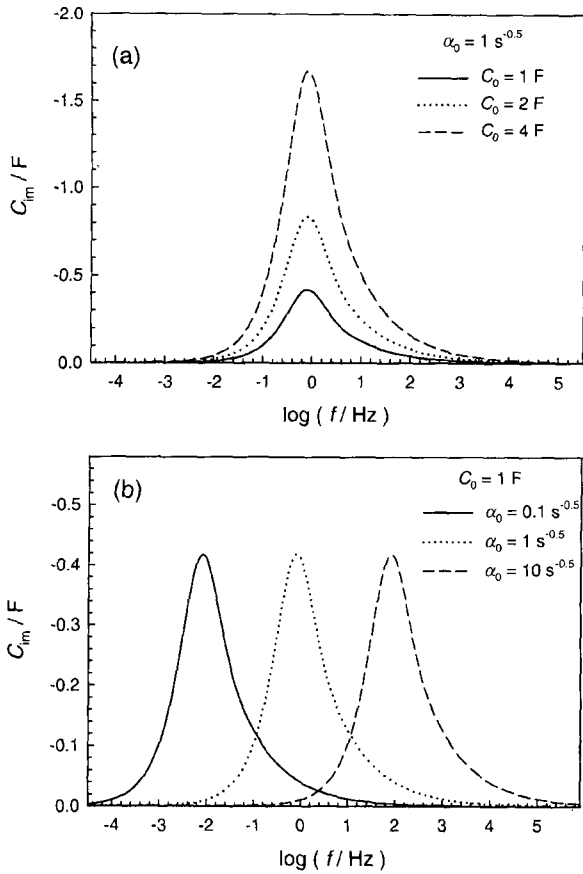 -2.0
(a)
α₀ = 1 s⁻⁰·⁵
C₀ = 1 F
C₀ = 2 F
C₀ = 4 F
-1.5
-1.0
-0.5
0.0
C_im / F
-4 -3 -2 -1 0 1 2 3 4 5
log ( f / Hz )
(b)
C₀ = 1 F
α₀ = 0.1 s⁻⁰·⁵
α₀ = 1 s⁻⁰·⁵
α₀ = 10 s⁻⁰·⁵
-0.5
-0.4
-0.3
-0.2
-0.1
0.0
C_im / F
-4 -3 -2 -1 0 1 2 3 4 5
log ( f / Hz )